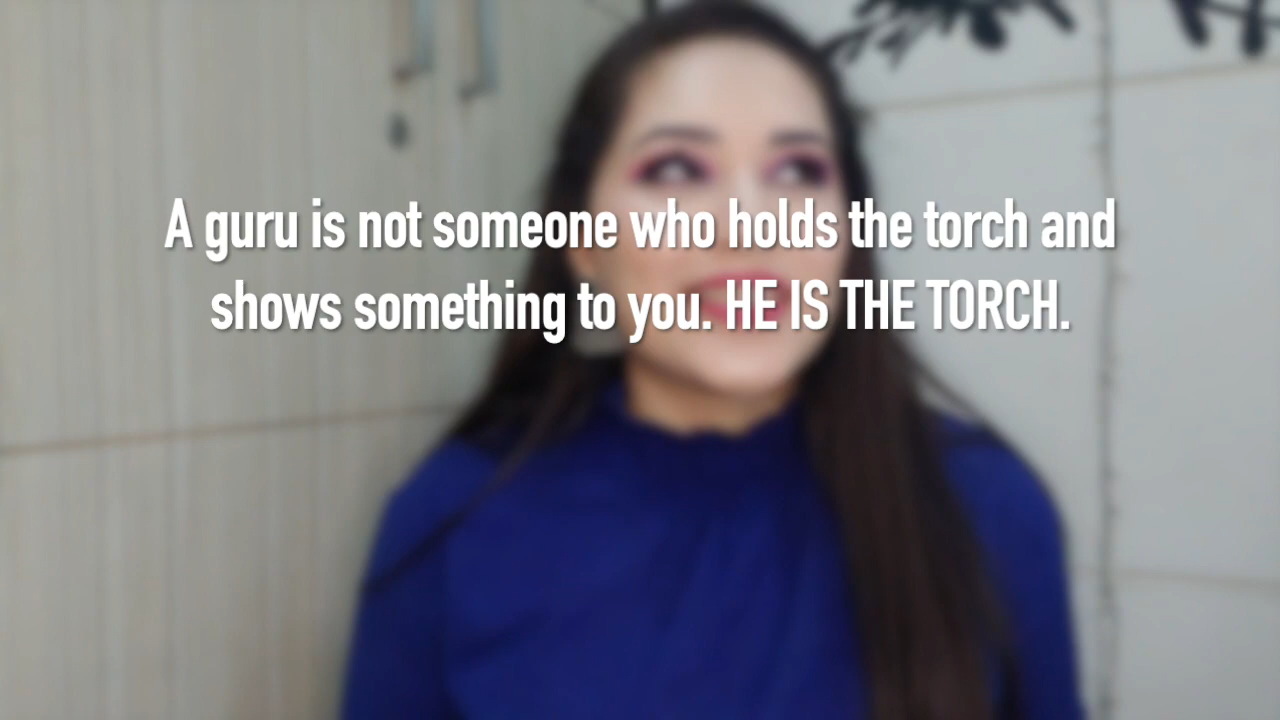 A guru is not someone who holds the torch and
shows something to you. HE IS THE TORCH.